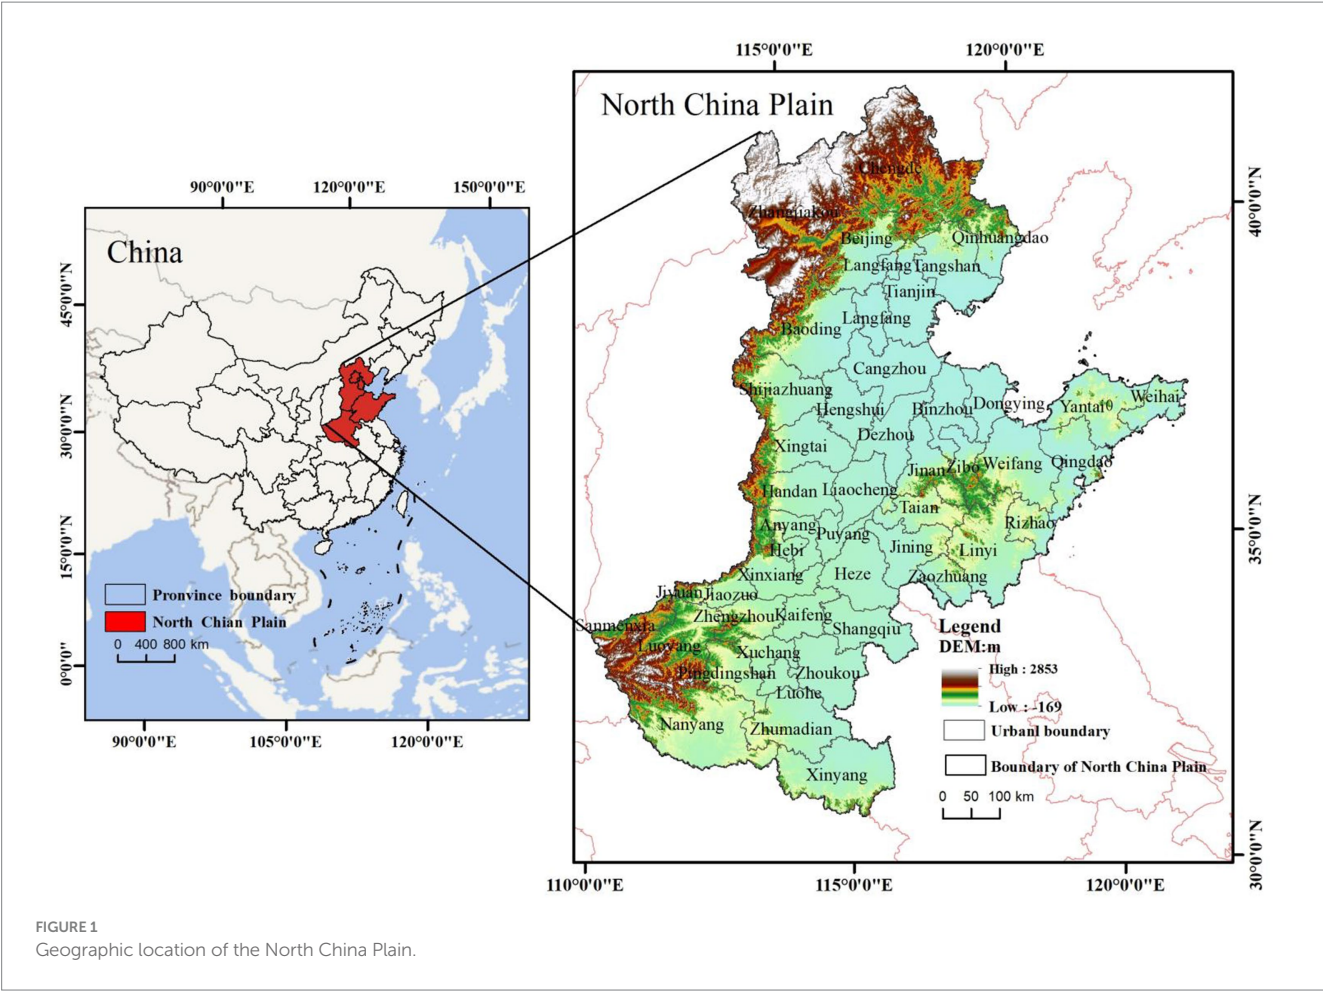 115°0'0"E
120°0'0"E
North China Plain
90°0'0"E
120°0'0"E
150°0'0"E
China
45°0'0"N
30°0'0"N
15°0'0"N
0°0'0"
Pronvince boundary
North Chian Plain
0 400 800 km
90°0'0"E
105°0'0"E
120°0'0"E
40°0'0"N
35°0'0"N
30°0'0"N
Chengde
Zhangjiakou
Beijing
Qinhuangdao
Langfang
Tangshan
Tianjin
Langfang
Baoding
Cangzhou
Shijiazhuang
Hengshui
Binzhou
Dongying
Yantai0
Weihai
Dezhou
Xingtai
Jinan
Zibo
Weifang
Qingdao
Handan
Liaocheng
Taian
Anyang
Puyang
Rizhao
Hebi
Jining
Linyi
Xinxiang
Heze
Zaozhuang
Jiyuan
Jiaozuo
Sanmenxia
Zhengzhou
Kaifeng
Shangqiu
Luoyang
Xuchang
Pingdingshan
Zhoukou
Luohe
Nanyang
Zhumadian
Xinyang
Legend
DEM:m
High : 2853
Low : -169
Urbanl boundary
Boundary of North China Plain
0 50 100 km
110°0'0"E
115°0'0"E
120°0'0"E
FIGURE 1
Geographic location of the North China Plain.